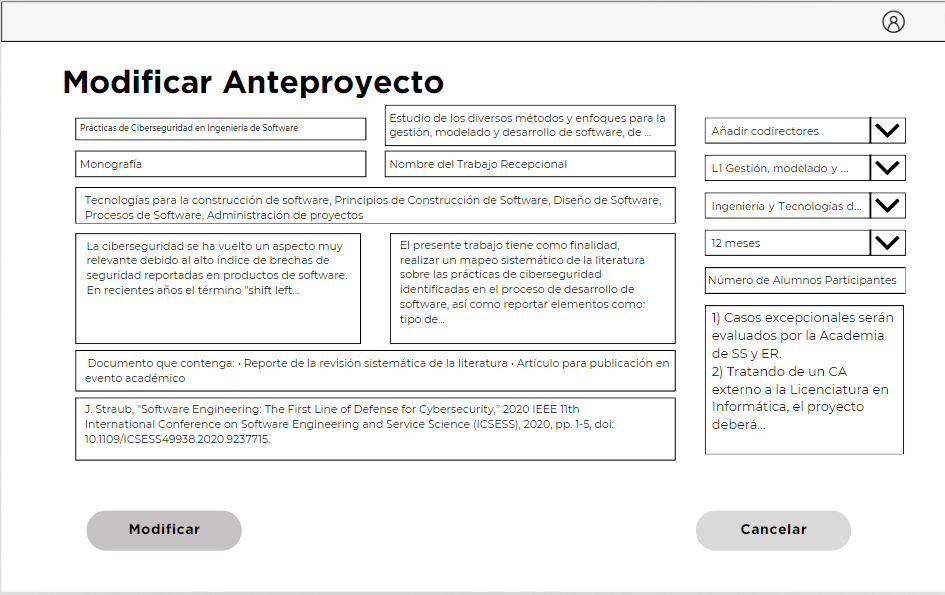 Modificar Anteproyecto
Prácticas de Ciberseguridad en Ingeniería de Software
Estudio de los diversos métodos y enfoques para la
gestión, modelado y desarrollo de software, de ...
Añadir codirectores
Monografía
Nombre del Trabajo Recepcional
L1 Gestión, modelado y ...
Tecnologías para la construcción de software, Principios de Construcción de Software, Diseño de Software,
Procesos de Software, Administración de proyectos
Ingeniería y Tecnologías d...
La ciberseguridad se ha vuelto un aspecto muy
relevante debido al alto índice de brechas de
seguridad reportadas en productos de software.
En recientes años el término "shift left...
El presente trabajo tiene como finalidad,
realizar un mapeo sistemático de la literatura
sobre las prácticas de ciberseguridad
identificadas en el proceso de desarrollo de
software, así como reportar elementos como:
tipo de...
12 meses
Número de Alumnos Participantes
1) Casos excepcionales serán
evaluados por la Academia
de SS y ER.
2) Tratando de un CA
externo a la Licenciatura en
Informática, el proyecto
deberá...
Documento que contenga: • Reporte de la revisión sistemática de la literatura • Artículo para publicación en
evento académico
J. Straub, "Software Engineering: The First Line of Defense for Cybersecurity," 2020 IEEE 11th
International Conference on Software Engineering and Service Science (ICSESS), 2020, pp. 1-5, doi:
10.1109/ICSESS49938.2020.9237715.
Modificar
Cancelar